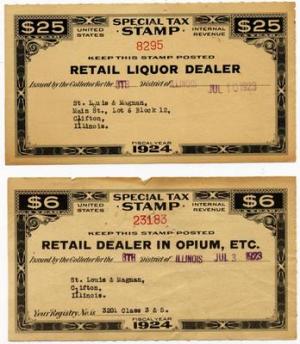 $25 UNITED STATES SPECIAL TAX STAMP INTERNAL REVENUE $25
8295
KEEP THIS STAMP POSTED
RETAIL LIQUOR DEALER
Issued by the Collector for the 8TH District of ILLINOIS JUL 10 1923
St. Louis & Magnan,
Main St., Lot 6 Block 12,
Clifton,
Illinois.
FISCAL YEAR
1924
$6 UNITED STATES SPECIAL TAX STAMP INTERNAL REVENUE $6
23183
KEEP THIS STAMP POSTED
RETAIL DEALER IN OPIUM, ETC.
Issued by the Collector for the 8TH District of ILLINOIS JUL 3 1923
St. Louis & Magnan,
Clifton,
Illinois.
Your Registry No. is 3201 Class 3 & 5.
FISCAL YEAR
1924